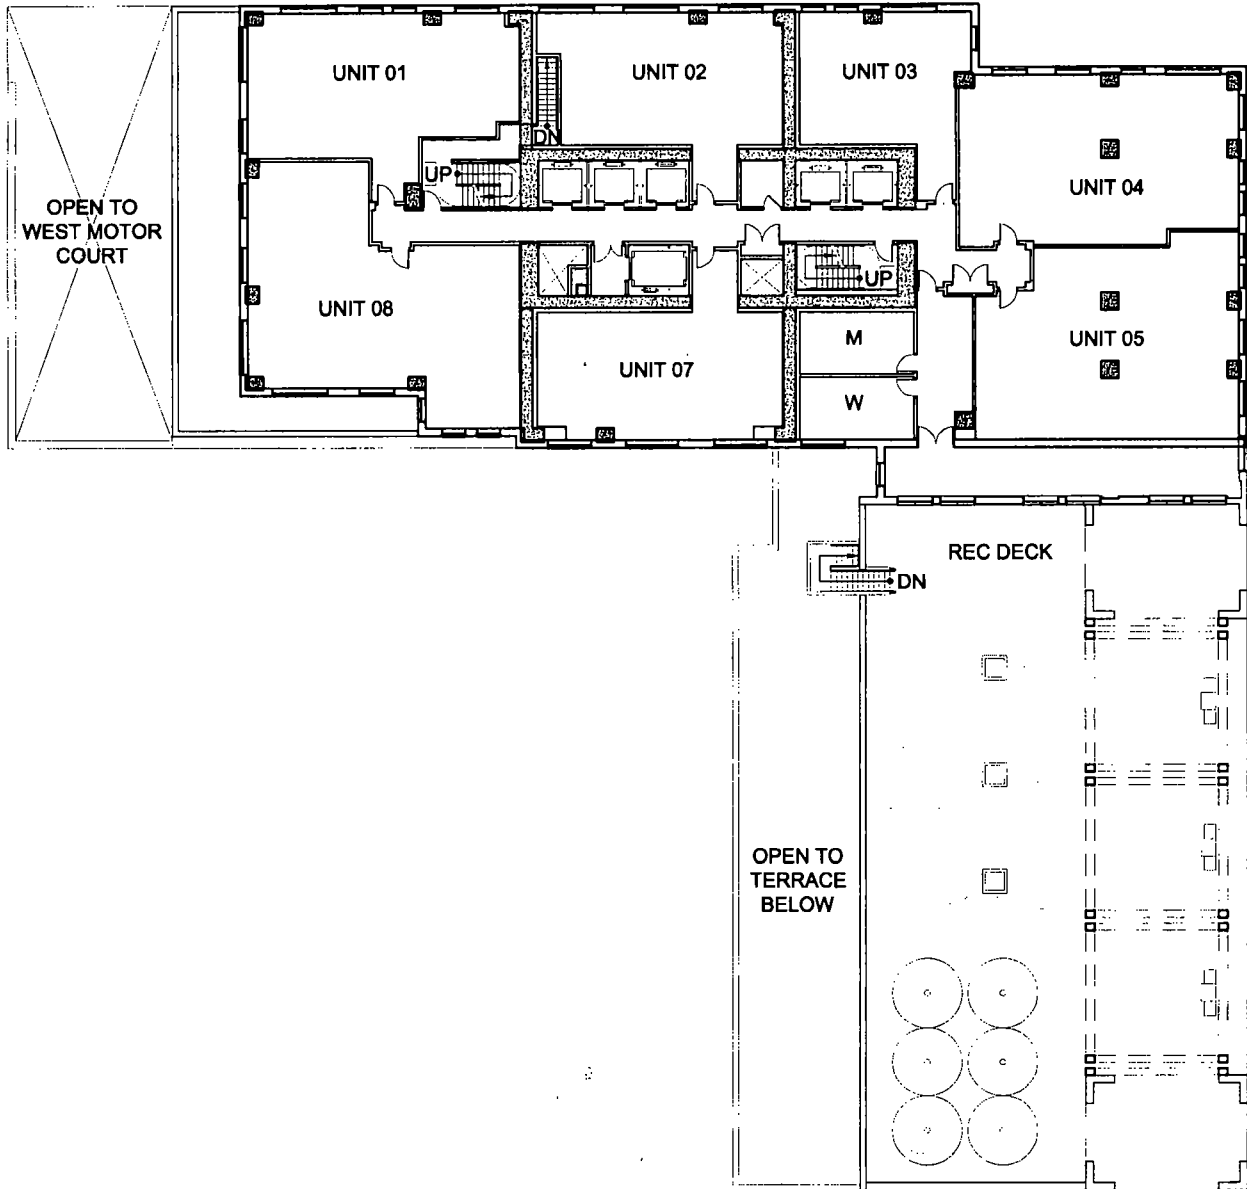 UNIT 01
UNIT 02
UNIT 03
DN
UP
UNIT 04
OPEN TO
WEST MOTOR
COURT
UP
UNIT 08
UNIT 07
M
UNIT 05
W
REC DECK
DN
OPEN TO
TERRACE
BELOW